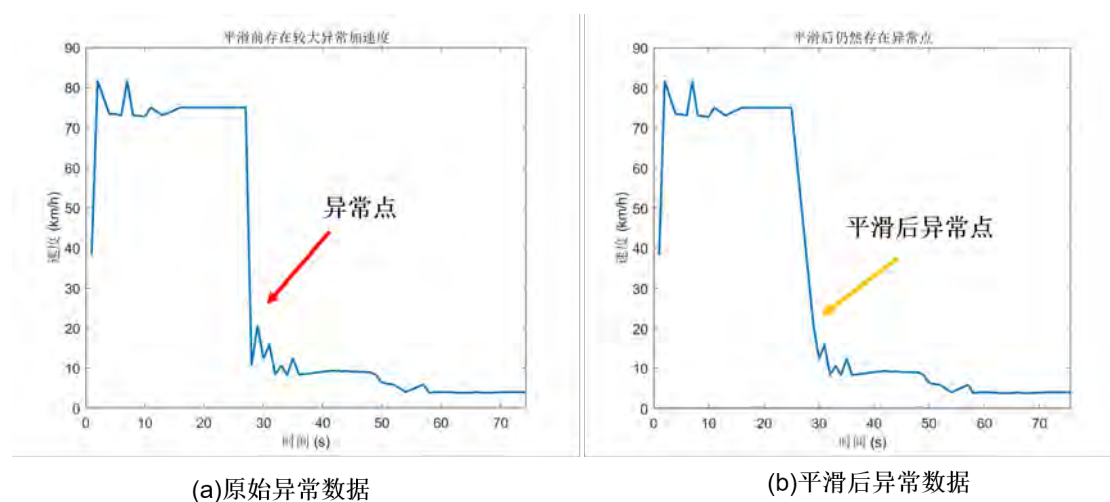 平滑前存在较大异常加速度
90
80
70
60
50
40
30
20
10
0
速度 (km/h)
异常点
0 10 20 30 40 50 60 70
时间 (s)
(a)原始异常数据
平滑后仍然存在异常点
90
80
70
60
50
40
30
20
10
0
速度 (km/h)
平滑后异常点
0 10 20 30 40 50 60 70
时间 (s)
(b)平滑后异常数据